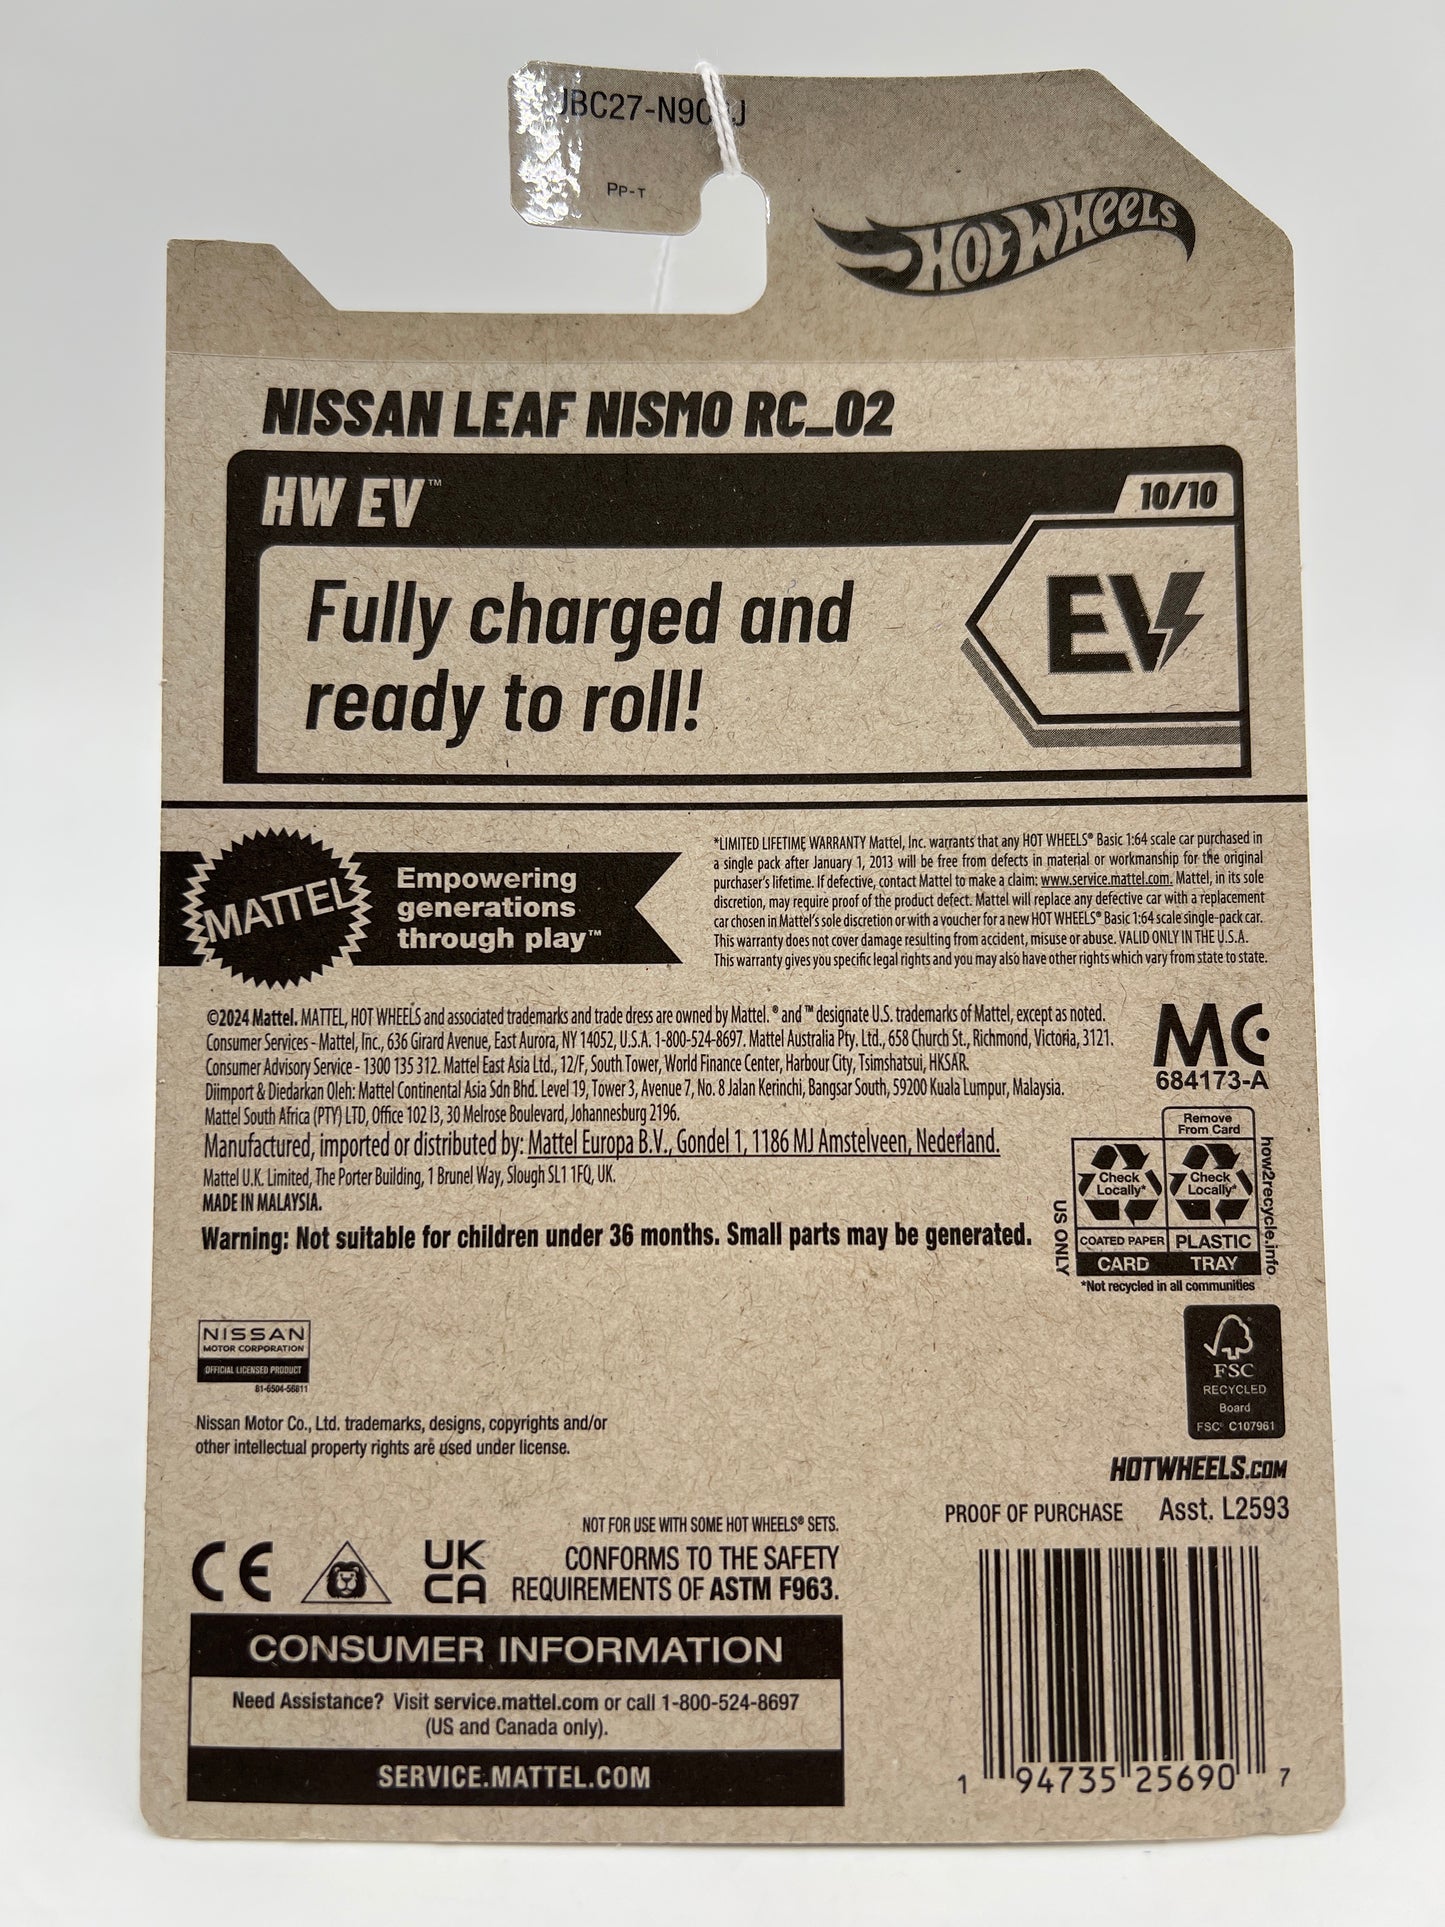 PP-T
HOT WHEELS
NISSAN LEAF NISMO RC_02
HW EV™
10/10
Fully charged and
ready to roll!
EV
MATTEL
Empowering
generations
through play™
*LIMITED LIFETIME WARRANTY Mattel, Inc. warrants that any HOT WHEELS® Basic 1:64 scale car purchased in
a single pack after January 1, 2013 will be free from defects in material or workmanship for the original
purchaser's lifetime. If defective, contact Mattel to make a claim: www.service.mattel.com. Mattel, in its sole
discretion, may require proof of the product defect. Mattel will replace any defective car with a replacement
car chosen in Mattel's sole discretion or with a voucher for a new HOT WHEELS® Basic 1:64 scale single-pack car.
This warranty does not cover damage resulting from accident, misuse or abuse. VALID ONLY IN THE U.S.A.
This warranty gives you specific legal rights and you may also have other rights which vary from state to state.
©2024 Mattel. MATTEL, HOT WHEELS and associated trademarks and trade dress are owned by Mattel. ® and ™ designate U.S. trademarks of Mattel, except as noted.
Consumer Services - Mattel, Inc., 636 Girard Avenue, East Aurora, NY 14052, U.S.A. 1-800-524-8697. Mattel Australia Pty. Ltd., 658 Church St., Richmond, Victoria, 3121.
Consumer Advisory Service - 1300 135 312. Mattel East Asia Ltd., 12/F, South Tower, World Finance Center, Harbour City, Tsimshatsui, HKSAR.
Diimport & Diedarkan Oleh: Mattel Continental Asia Sdn Bhd. Level 19, Tower 3, Avenue 7, No. 8 Jalan Kerinchi, Bangsar South, 59200 Kuala Lumpur, Malaysia.
Mattel South Africa (PTY) LTD, Office 102 I3, 30 Melrose Boulevard, Johannesburg 2196.
Manufactured, imported or distributed by: Mattel Europa B.V., Gondel 1, 1186 MJ Amstelveen, Nederland.
Mattel U.K. Limited, The Porter Building, 1 Brunel Way, Slough SL1 1FQ, UK.
MADE IN MALAYSIA.
Warning: Not suitable for children under 36 months. Small parts may be generated.
MC
684173-A
Remove
From Card
Check
Locally*
Check
Locally*
COATED PAPER
PLASTIC
CARD
TRAY
US ONLY
how2recycle.info
*Not recycled in all communities
NISSAN
MOTOR CORPORATION
OFFICIAL LICENSED PRODUCT
81-6504-56811
Nissan Motor Co., Ltd. trademarks, designs, copyrights and/or
other intellectual property rights are used under license.
FSC
RECYCLED
Board
FSC® C107961
HOTWHEELS.COM
PROOF OF PURCHASE
Asst. L2593
NOT FOR USE WITH SOME HOT WHEELS® SETS.
CE
UK
CA
CONFORMS TO THE SAFETY
REQUIREMENTS OF ASTM F963.
CONSUMER INFORMATION
Need Assistance? Visit service.mattel.com or call 1-800-524-8697
(US and Canada only).
SERVICE.MATTEL.COM
1 94735 25690 7